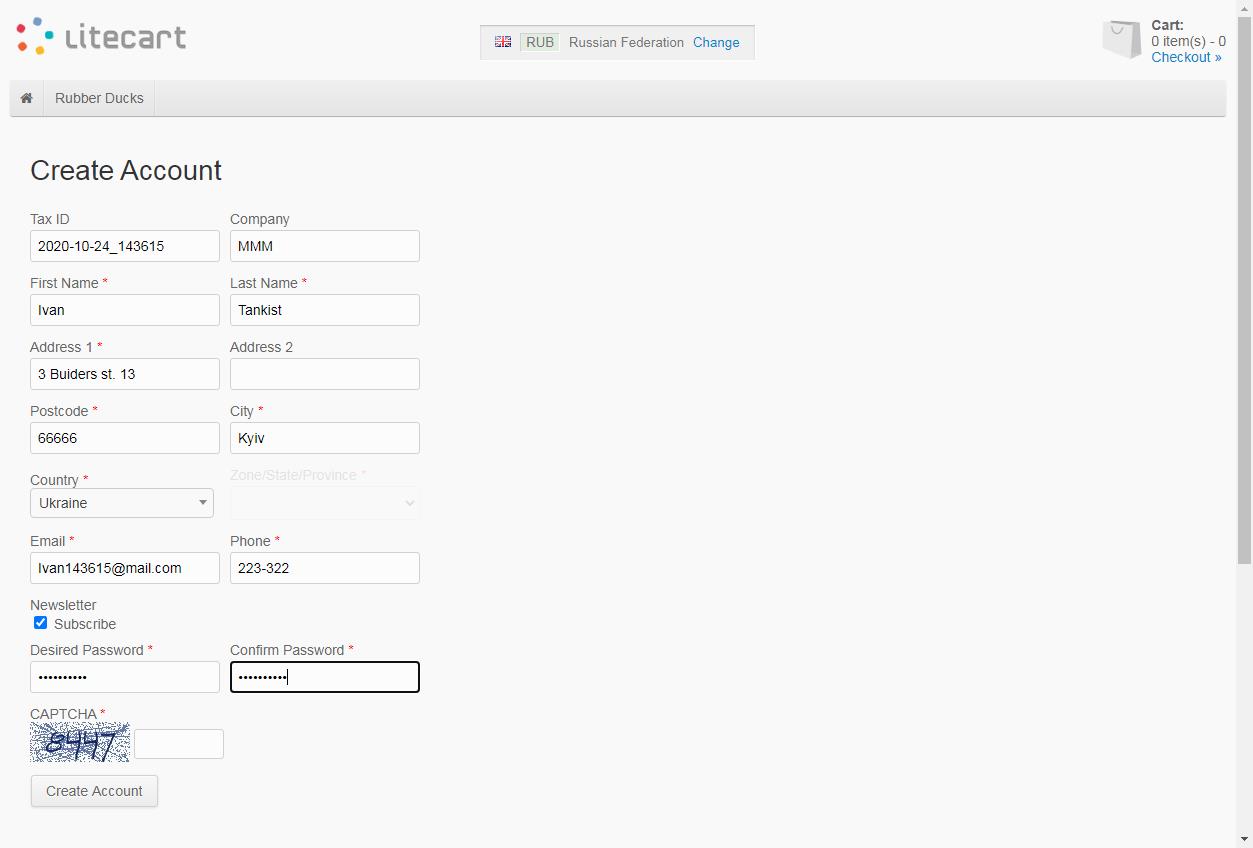 litecart
RUB Russian Federation Change
Cart:
0 item(s) - 0
Checkout »
Rubber Ducks
Create Account
Tax ID Company
2020-10-24_143615 MMM
First Name * Last Name *
Ivan Tankist
Address 1 * Address 2
3 Buiders st. 13
Postcode * City *
66666 Kyiv
Country * Zone/State/Province *
Ukraine
Email * Phone *
Ivan143615@mail.com 223-322
Newsletter
Subscribe
Desired Password * Confirm Password *
•••••••••• ••••••••••
CAPTCHA *
8447
Create Account